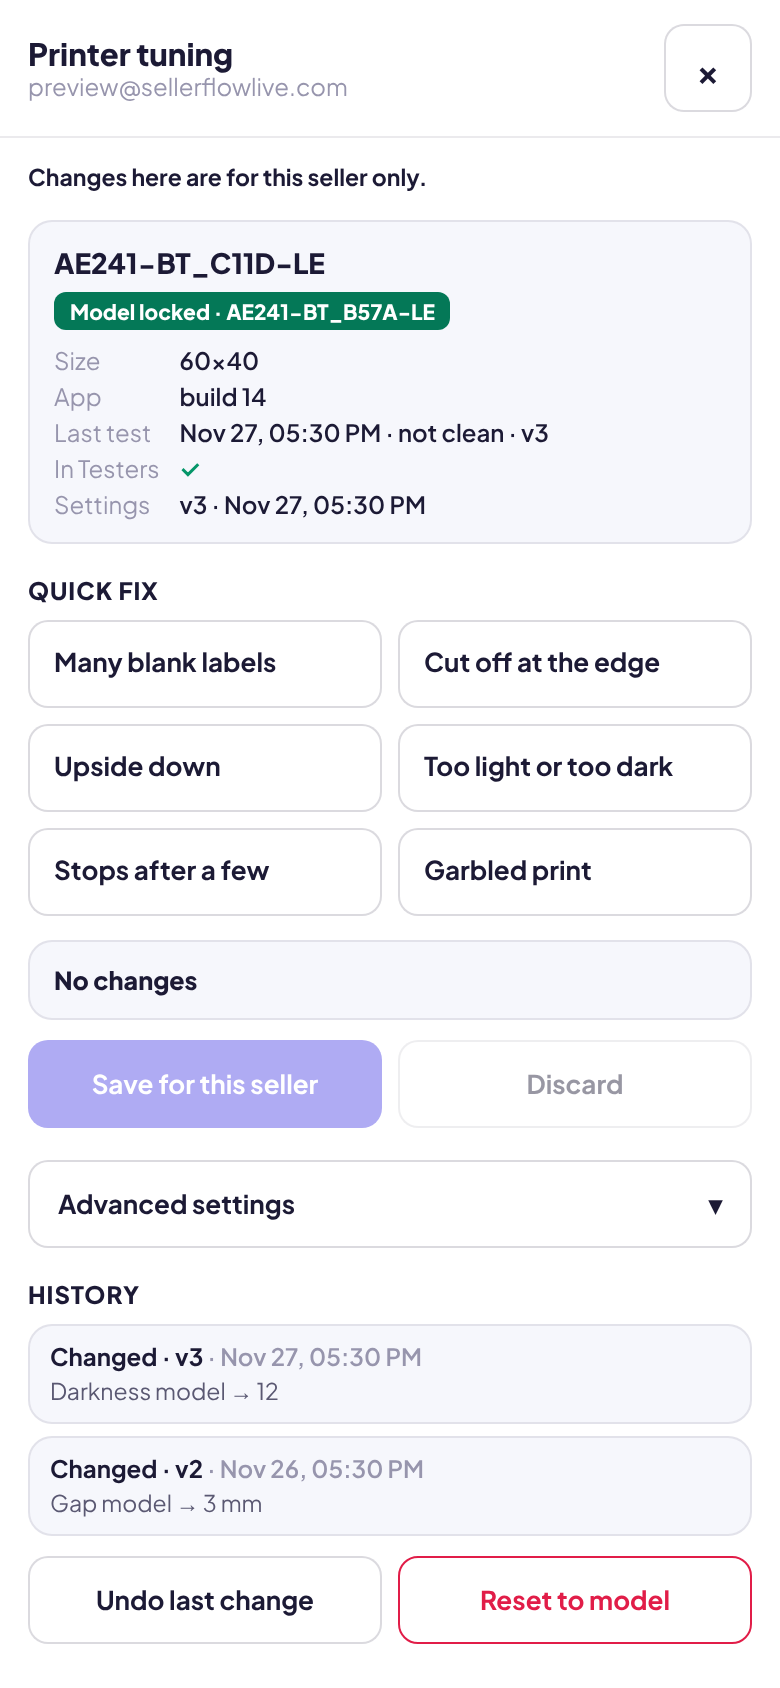 Printer tuning
preview@sellerflowlive.com
×
Changes here are for this seller only.
AE241-BT_C11D-LE
Model locked · AE241-BT_B57A-LE
Size 60×40
App build 14
Last test Nov 27, 05:30 PM · not clean · v3
In Testers ✓
Settings v3 · Nov 27, 05:30 PM
QUICK FIX
Many blank labels
Cut off at the edge
Upside down
Too light or too dark
Stops after a few
Garbled print
No changes
Save for this seller
Discard
Advanced settings ▼
HISTORY
Changed · v3 · Nov 27, 05:30 PM
Darkness model → 12
Changed · v2 · Nov 26, 05:30 PM
Gap model → 3 mm
Undo last change
Reset to model